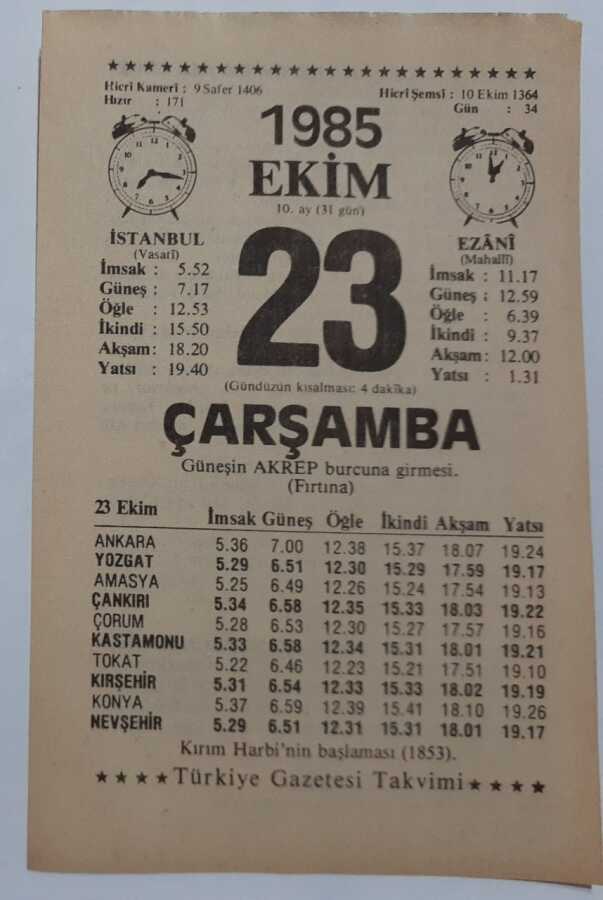 Hicrî Kamerî : 9 Safer 1406
Hızır : 171
Hicrî Şemsî : 10 Ekim 1364
Gün : 34
1985
EKİM
10. ay (31 gün)
23
İSTANBUL
(Vasatî)
İmsak : 5.52
Güneş : 7.17
Öğle : 12.53
İkindi : 15.50
Akşam : 18.20
Yatsı : 19.40
EZÂNÎ
(Mahallî)
İmsak : 11.17
Güneş : 12.59
Öğle : 6.39
İkindi : 9.37
Akşam : 12.00
Yatsı : 1.31
(Gündüzün kısalması: 4 dakîka)
ÇARŞAMBA
Güneşin AKREP burcuna girmesi.
(Fırtına)
23 Ekim İmsak Güneş Öğle İkindi Akşam Yatsı
ANKARA 5.36 7.00 12.38 15.37 18.07 19.24
YOZGAT 5.29 6.51 12.30 15.29 17.59 19.17
AMASYA 5.25 6.49 12.26 15.24 17.54 19.13
ÇANKIRI 5.34 6.58 12.35 15.33 18.03 19.22
ÇORUM 5.28 6.53 12.30 15.27 17.57 19.16
KASTAMONU 5.33 6.58 12.34 15.31 18.01 19.21
TOKAT 5.22 6.46 12.23 15.21 17.51 19.10
KIRŞEHİR 5.31 6.54 12.33 15.33 18.02 19.19
KONYA 5.37 6.59 12.39 15.41 18.10 19.26
NEVŞEHİR 5.29 6.51 12.31 15.31 18.01 19.17
Kırım Harbi'nin başlaması (1853).
★ ★ ★ ★ Türkiye Gazetesi Takvimi ★ ★ ★ ★